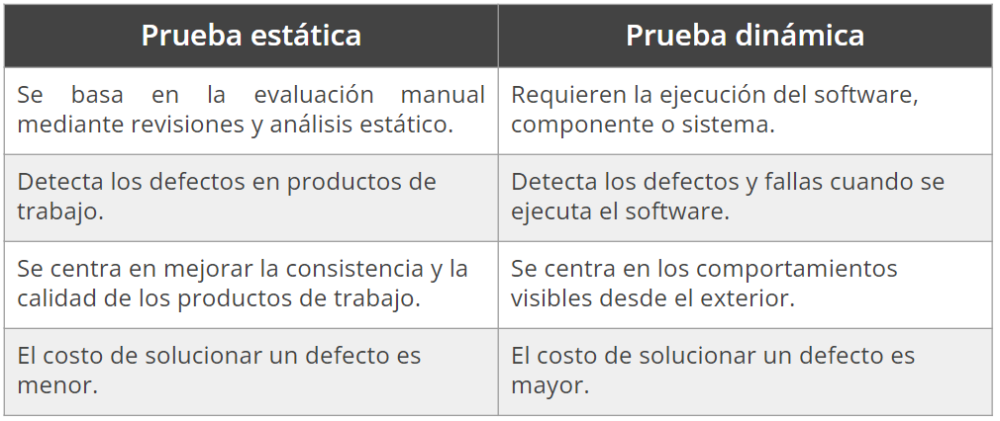 Prueba estática
Prueba dinámica
Se basa en la evaluación manual
mediante revisiones y análisis estático.
Requieren la ejecución del software,
componente o sistema.
Detecta los defectos en productos de
trabajo.
Detecta los defectos y fallas cuando se
ejecuta el software.
Se centra en mejorar la consistencia y la
calidad de los productos de trabajo.
Se centra en los comportamientos
visibles desde el exterior.
El costo de solucionar un defecto es
menor.
El costo de solucionar un defecto es
mayor.